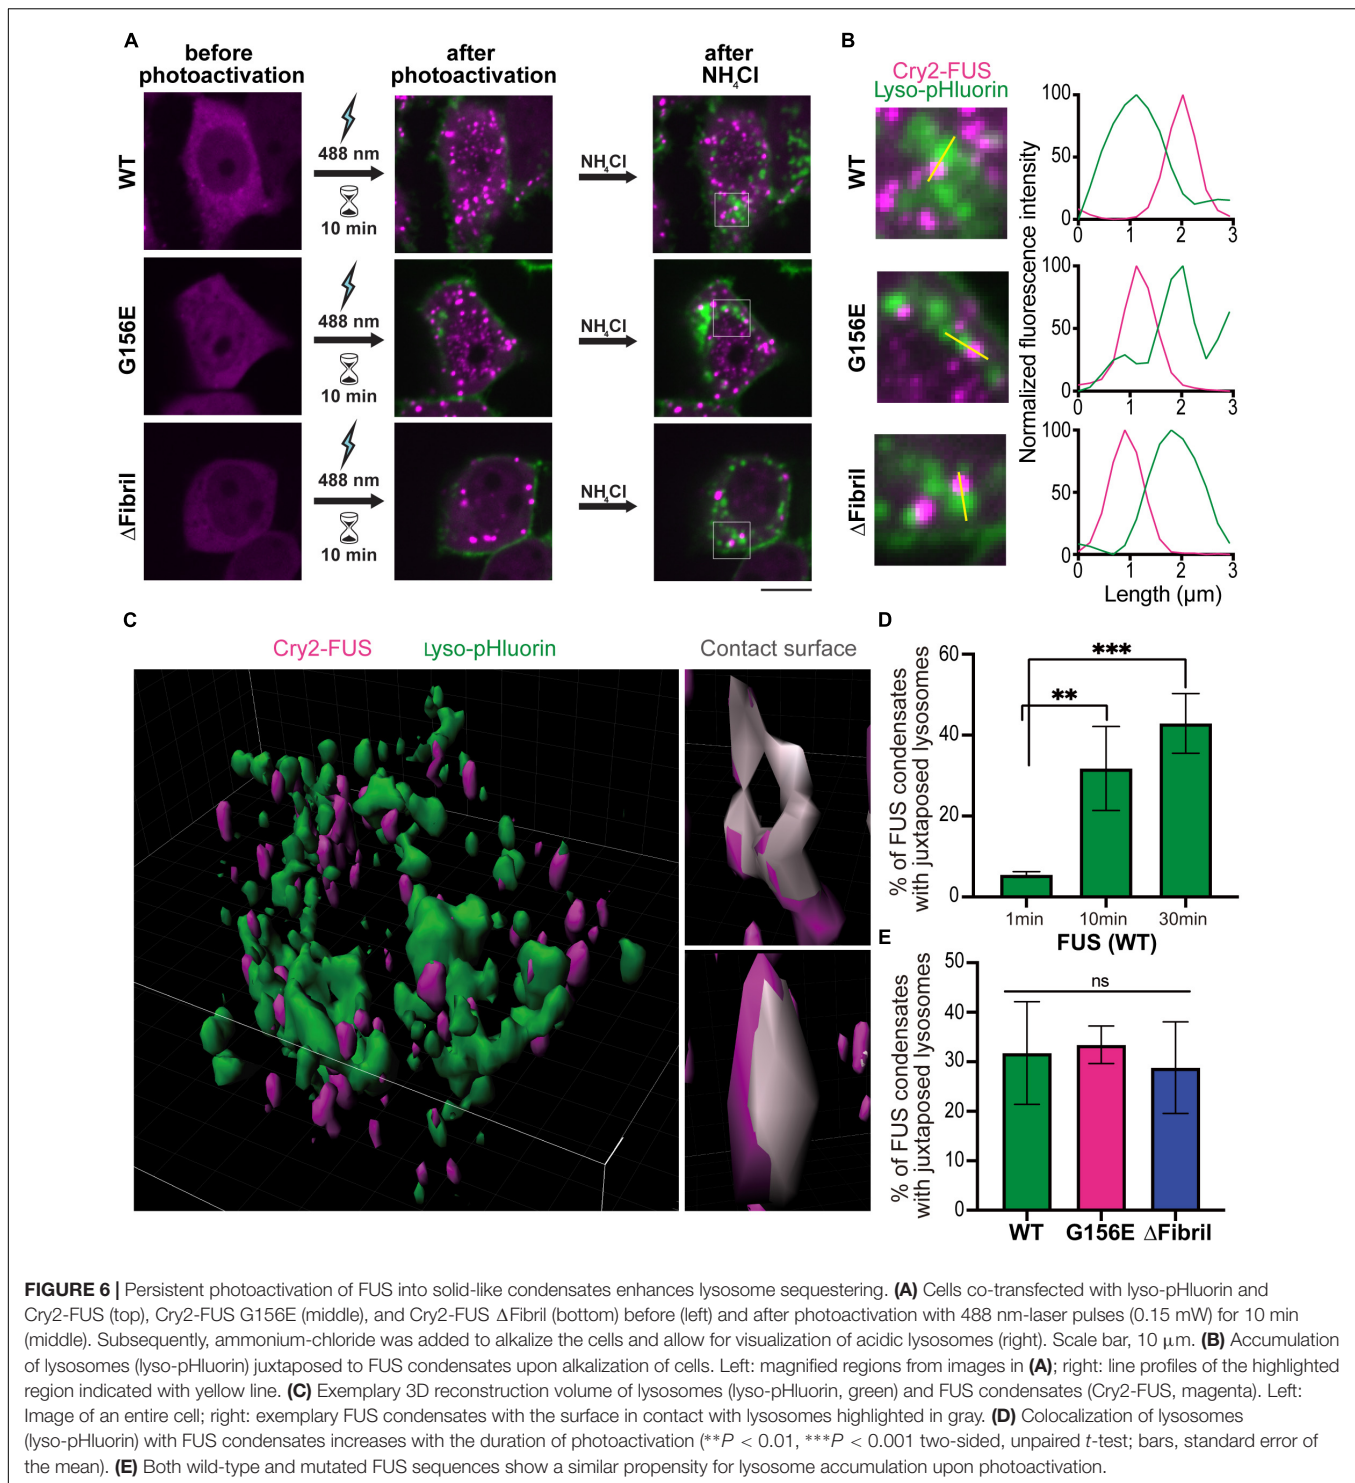 A
before
photoactivation
after
photoactivation
after
NH4Cl
WT
488 nm
10 min
NH4Cl
G156E
488 nm
10 min
NH4Cl
ΔFibril
488 nm
10 min
NH4Cl
B
Cry2-FUS
Lyso-pHluorin
WT
G156E
ΔFibril
Normalized fluorescence intensity
100
50
0
0 1 2 3
100
50
0
0 1 2 3
100
50
0
0 1 2 3
Length (µm)
C
Cry2-FUS Lyso-pHluorin Contact surface
D
% of FUS condensates
with juxtaposed lysosomes
60
40
20
0
**
***
1min 10min 30min
FUS (WT)
E
% of FUS condensates
with juxtaposed lysosomes
50
40
30
20
10
0
ns
WT G156E ΔFibril
FIGURE 6 | Persistent photoactivation of FUS into solid-like condensates enhances lysosome sequestering. (A) Cells co-transfected with lyso-pHluorin and
Cry2-FUS (top), Cry2-FUS G156E (middle), and Cry2-FUS ΔFibril (bottom) before (left) and after photoactivation with 488 nm-laser pulses (0.15 mW) for 10 min
(middle). Subsequently, ammonium-chloride was added to alkalize the cells and allow for visualization of acidic lysosomes (right). Scale bar, 10 μm. (B) Accumulation
of lysosomes (lyso-pHluorin) juxtaposed to FUS condensates upon alkalization of cells. Left: magnified regions from images in (A); right: line profiles of the highlighted
region indicated with yellow line. (C) Exemplary 3D reconstruction volume of lysosomes (lyso-pHluorin, green) and FUS condensates (Cry2-FUS, magenta). Left:
Image of an entire cell; right: exemplary FUS condensates with the surface in contact with lysosomes highlighted in gray. (D) Colocalization of lysosomes
(lyso-pHluorin) with FUS condensates increases with the duration of photoactivation (**P < 0.01, ***P < 0.001 two-sided, unpaired t-test; bars, standard error of
the mean). (E) Both wild-type and mutated FUS sequences show a similar propensity for lysosome accumulation upon photoactivation.